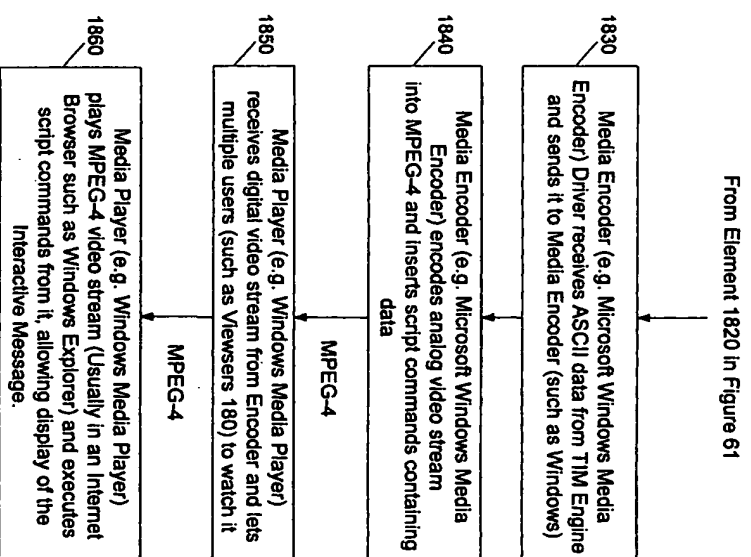 From Element 1820 in Figure 61
1830
Media Encoder (e.g. Microsoft Windows Media
Encoder) Driver receives ASCII data from TIM Engine
and sends it to Media Encoder (such as Windows)
1840
Media Encoder (e.g. Microsoft Windows Media
Encoder) encodes analog video stream
into MPEG-4 and inserts script commands containing
data
MPEG-4
1850
Media Player (e.g. Windows Media Player)
receives digital video stream from Encoder and lets
multiple users (such as Viewsers 180) to watch it
MPEG-4
1860
Media Player (e.g. Windows Media Player)
plays MPEG-4 video stream (Usually in an Internet
Browser such as Windows Explorer) and executes
script commands from it, allowing display of the
Interactive Message.